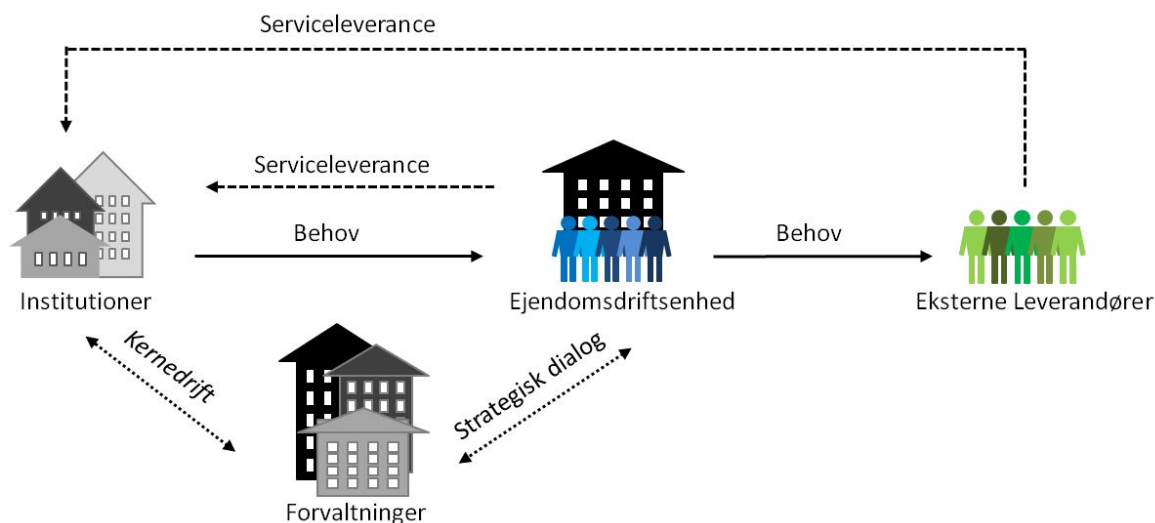 Serviceleverance
Serviceleverance
Behov
Behov
Institutioner
Ejendomsdriftsenhed
Eksterne Leverandører
Kernedrift
Strategisk dialog
Forvaltninger